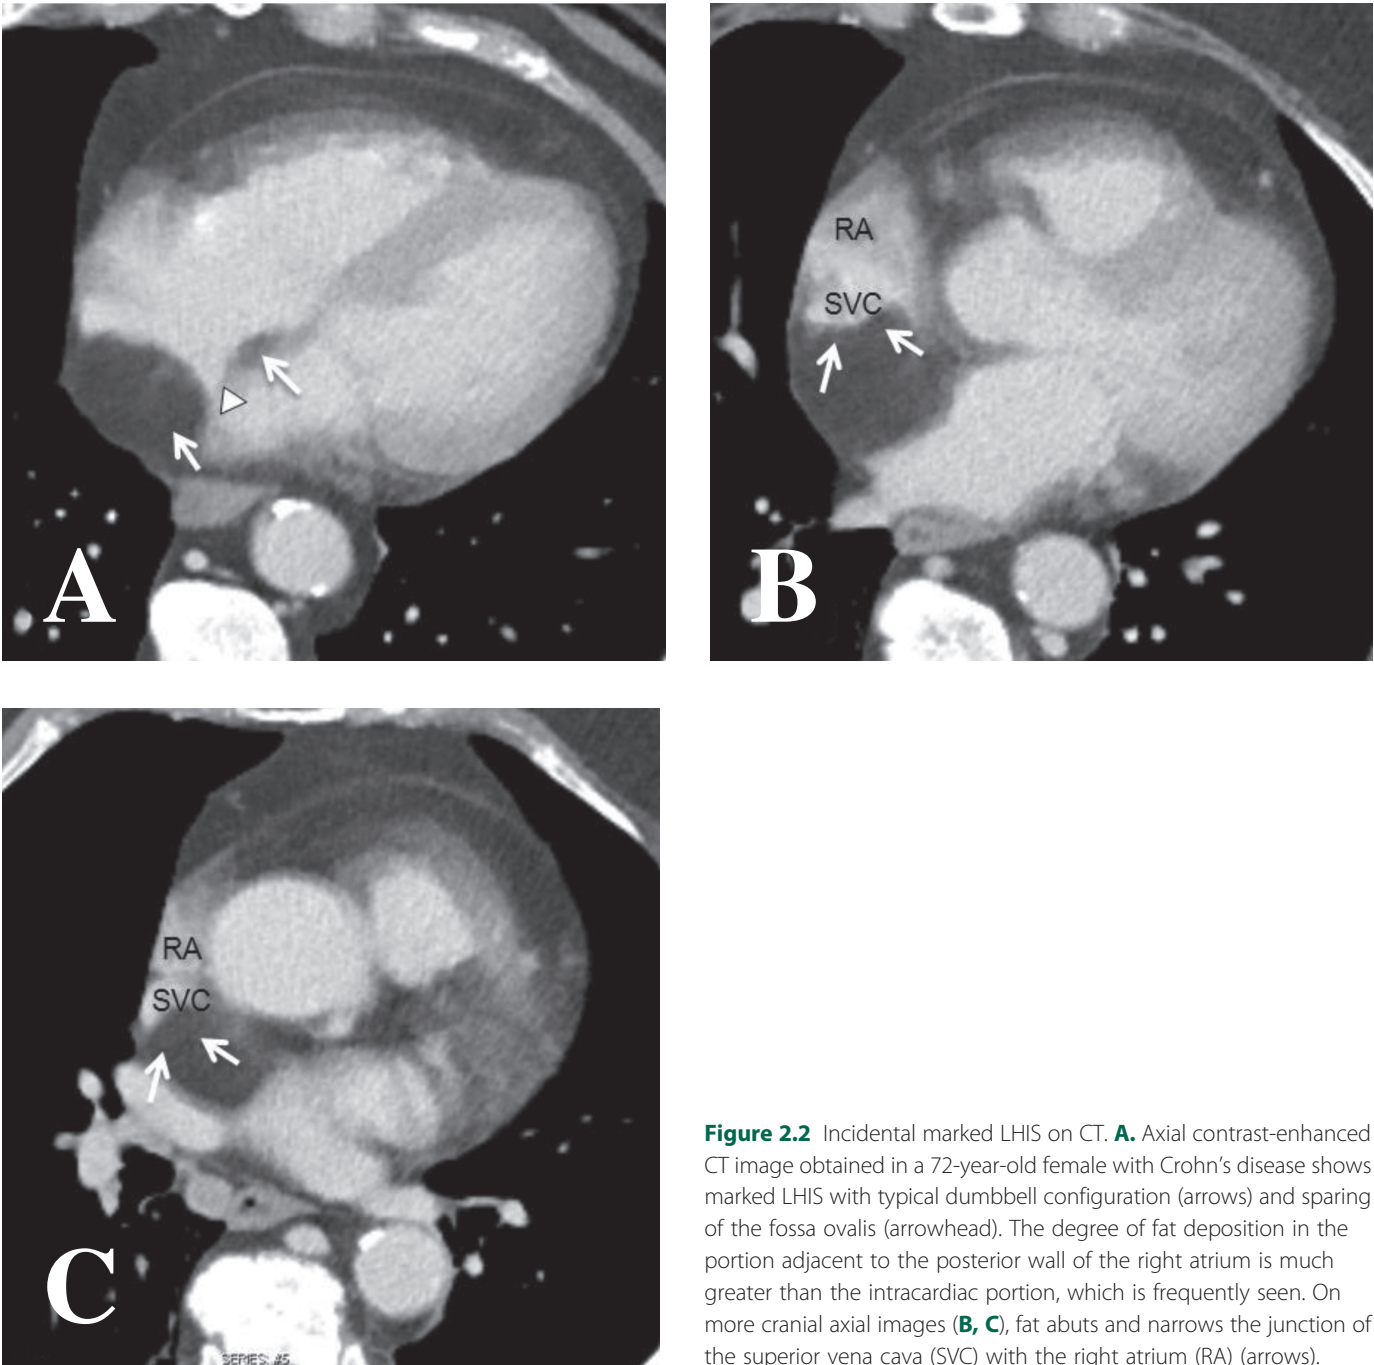 RA
SVC
A
RA
SVC
B
RA
SVC
C
SERIES: #5
Figure 2.2 Incidental marked LHIS on CT. A. Axial contrast-enhanced
CT image obtained in a 72-year-old female with Crohn’s disease shows
marked LHIS with typical dumbbell configuration (arrows) and sparing
of the fossa ovalis (arrowhead). The degree of fat deposition in the
portion adjacent to the posterior wall of the right atrium is much
greater than the intracardiac portion, which is frequently seen. On
more cranial axial images (B, C), fat abuts and narrows the junction of
the superior vena cava (SVC) with the right atrium (RA) (arrows).